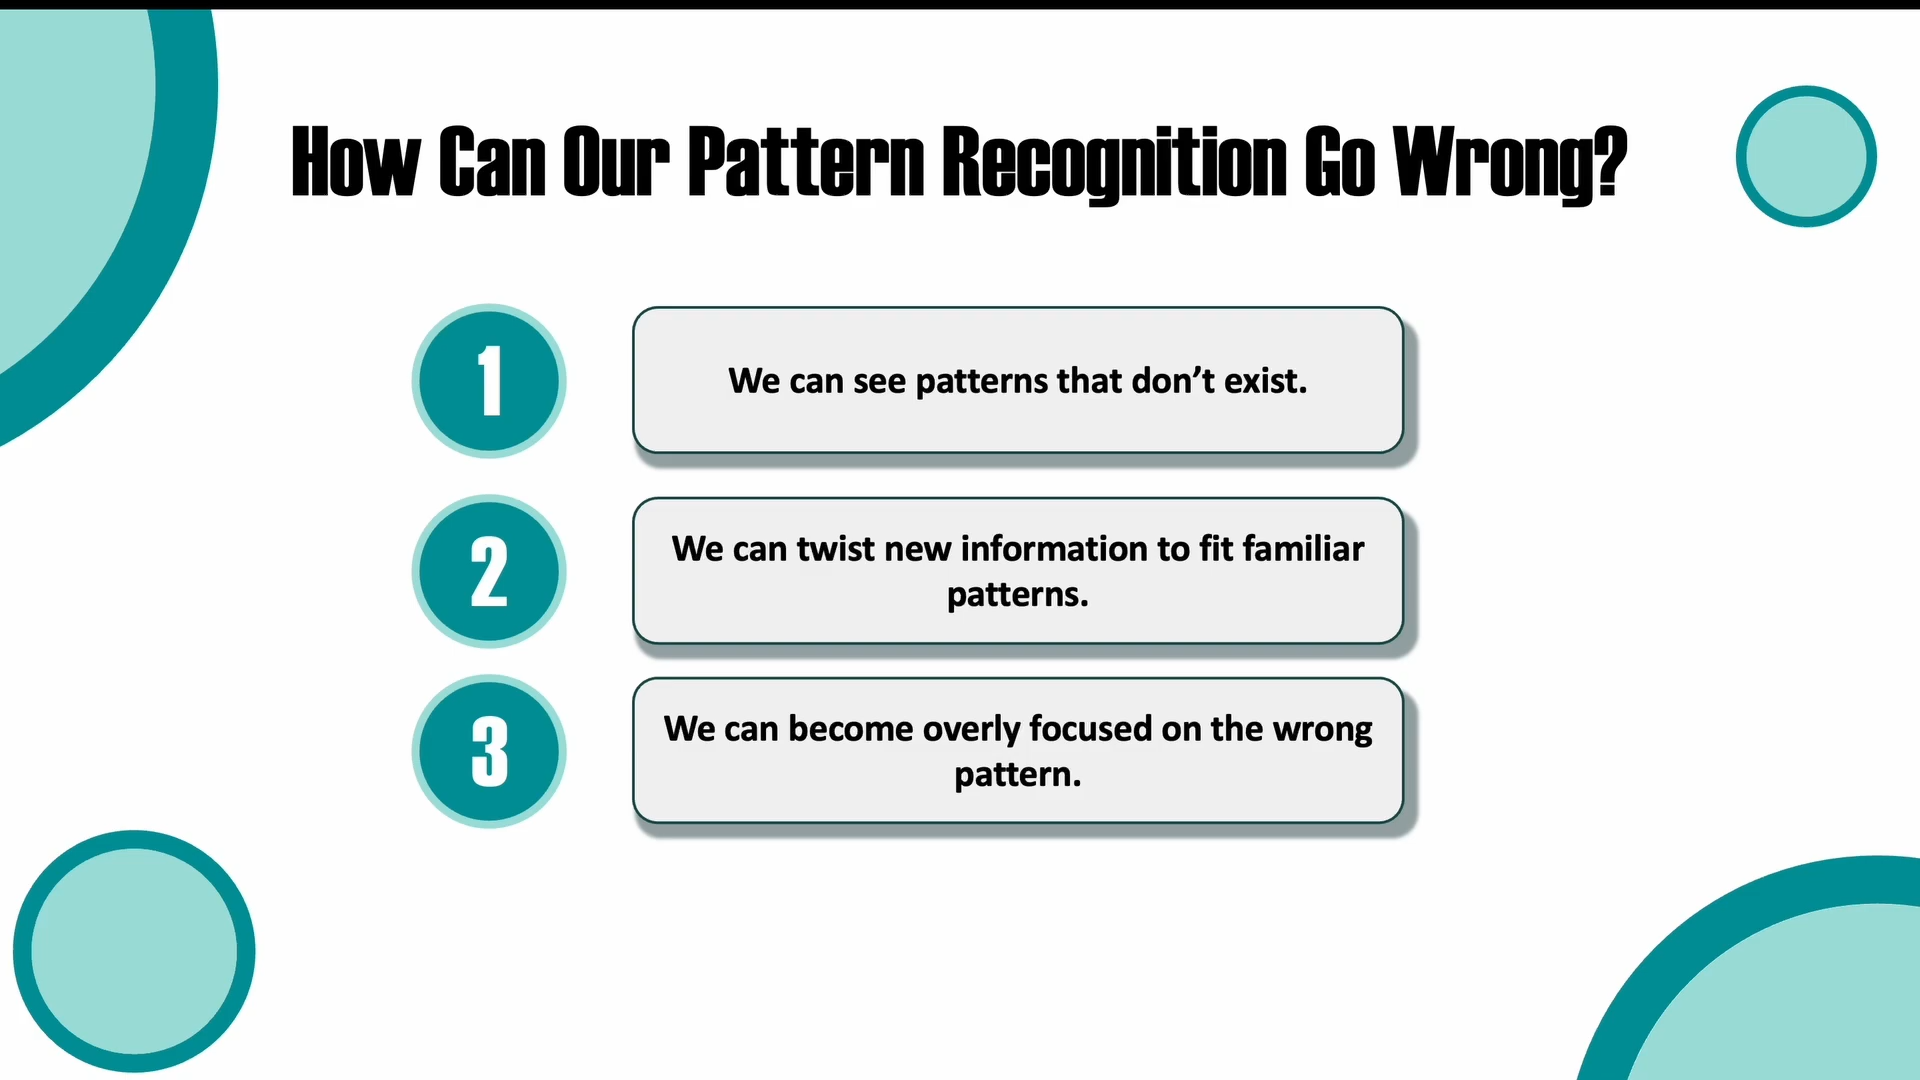 How Can Our Pattern Recognition Go Wrong?
1
We can see patterns that don’t exist.
2
We can twist new information to fit familiar
patterns.
3
We can become overly focused on the wrong
pattern.